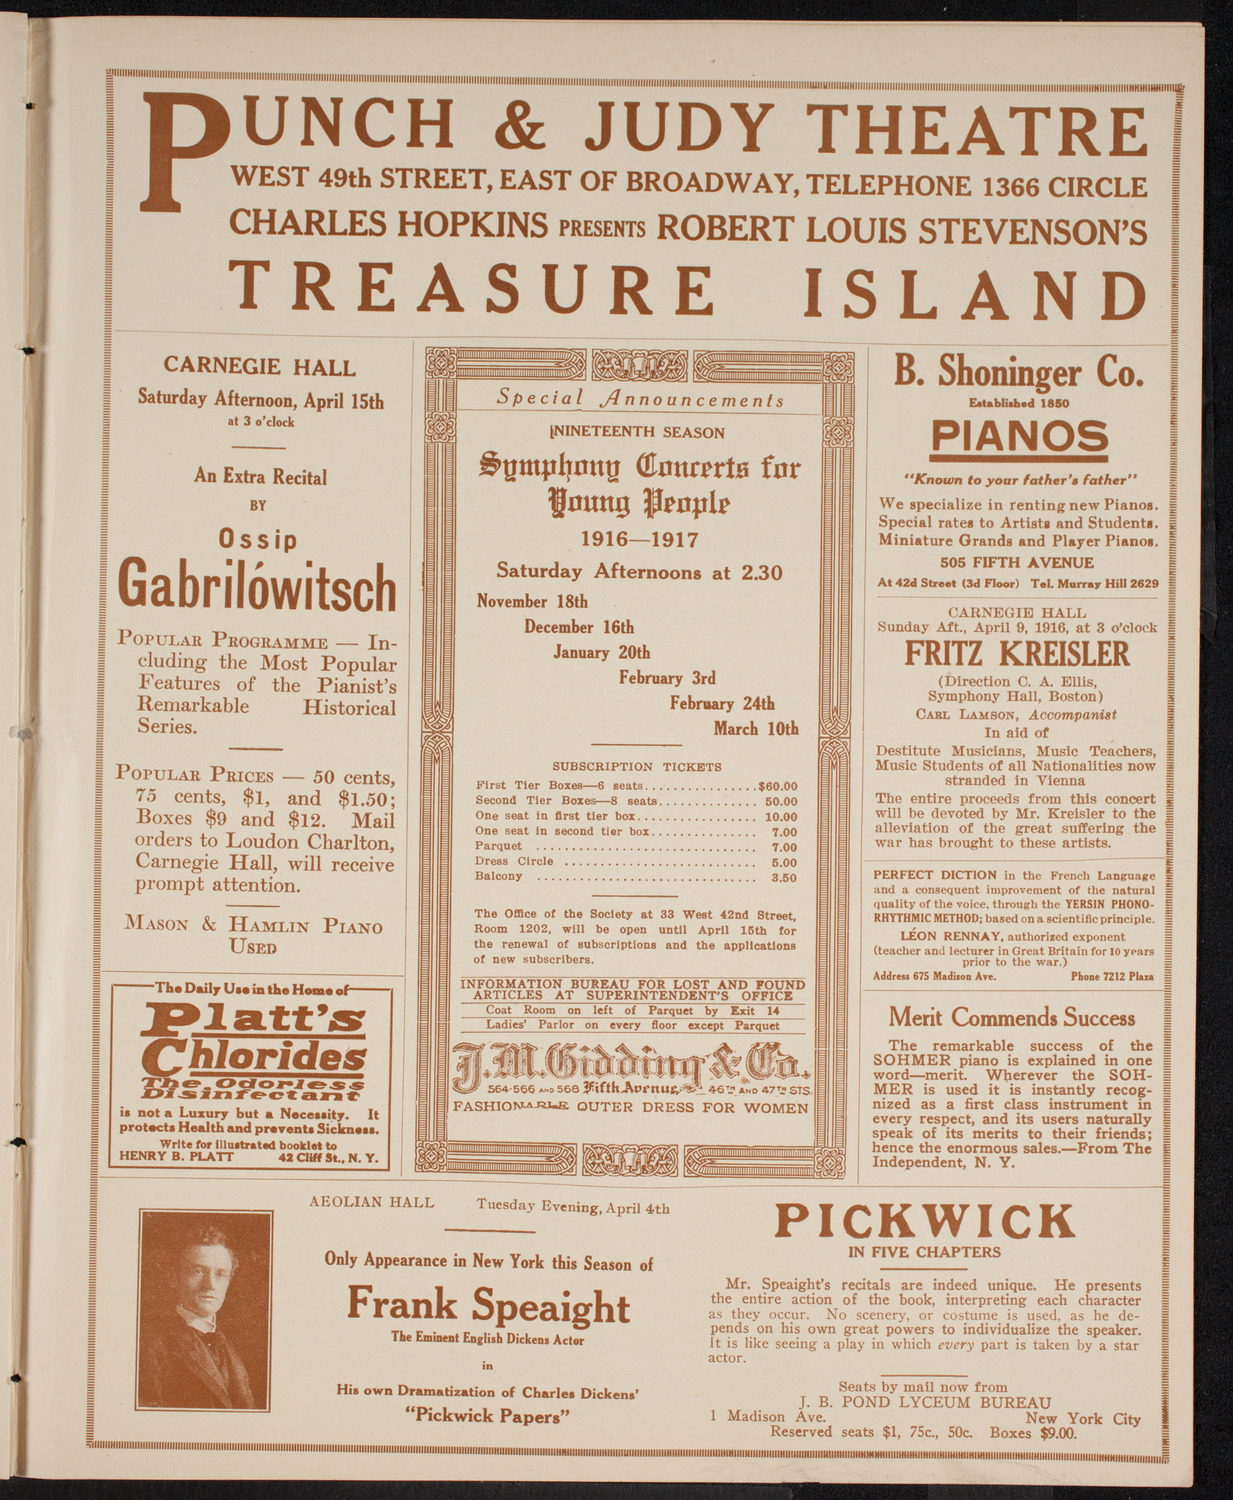 PUNCH & JUDY THEATRE
WEST 49th STREET, EAST OF BROADWAY, TELEPHONE 1366 CIRCLE
CHARLES HOPKINS PRESENTS ROBERT LOUIS STEVENSON'S
TREASURE ISLAND
CARNEGIE HALL
Saturday Afternoon, April 15th
at 3 o'clock
An Extra Recital
BY
Ossip
Gabrilówitsch
POPULAR PROGRAMME — In-
cluding the Most Popular
Features of the Pianist's
Remarkable Historical
Series.
POPULAR PRICES — 50 cents,
75 cents, $1, and $1.50;
Boxes $9 and $12. Mail
orders to Loudon Charlton,
Carnegie Hall, will receive
prompt attention.
MASON & HAMLIN PIANO
USED
The Daily Use in the Home of
Platt's
Chlorides
The Odorless
Disinfectant
is not a Luxury but a Necessity. It
protects Health and prevents Sickness.
Write for illustrated booklet to
HENRY B. PLATT 42 Cliff St., N. Y.
Special Announcements
NINETEENTH SEASON
Symphony Concerts for
Young People
1916—1917
Saturday Afternoons at 2.30
November 18th
December 16th
January 20th
February 3rd
February 24th
March 10th
SUBSCRIPTION TICKETS
First Tier Boxes—6 seats................$60.00
Second Tier Boxes—8 seats.............. 50.00
One seat in first tier box................. 10.00
One seat in second tier box............... 7.00
Parquet ................................ 7.00
Dress Circle ............................ 5.00
Balcony ................................ 3.50
The Office of the Society at 33 West 42nd Street,
Room 1202, will be open until April 15th for
the renewal of subscriptions and the applications
of new subscribers.
INFORMATION BUREAU FOR LOST AND FOUND
ARTICLES AT SUPERINTENDENT'S OFFICE
Coat Room on left of Parquet by Exit 14
Ladies' Parlor on every floor except Parquet
J.M. Gidding & Co.
564-566 AND 568 Fifth Avenue, 46TH AND 47TH STS.
FASHIONABLE OUTER DRESS FOR WOMEN
B. Shoninger Co.
Established 1850
PIANOS
"Known to your father's father"
We specialize in renting new Pianos.
Special rates to Artists and Students.
Miniature Grands and Player Pianos.
505 FIFTH AVENUE
At 42d Street (3d Floor) Tel. Murray Hill 2629
CARNEGIE HALL
Sunday Aft., April 9, 1916, at 3 o'clock
FRITZ KREISLER
(Direction C. A. Ellis,
Symphony Hall, Boston)
CARL LAMSON, Accompanist
In aid of
Destitute Musicians, Music Teachers,
Music Students of all Nationalities now
stranded in Vienna
The entire proceeds from this concert
will be devoted by Mr. Kreisler to the
alleviation of the great suffering the
war has brought to these artists.
PERFECT DICTION in the French Language
and a consequent improvement of the natural
quality of the voice, through the YERSIN PHONO-
RHYTHMIC METHOD; based on a scientific principle.
LÉON RENNAY, authorized exponent
(teacher and lecturer in Great Britain for 10 years
prior to the war.)
Address 675 Madison Ave. Phone 7212 Plaza
Merit Commends Success
The remarkable success of the
SOHMER piano is explained in one
word—merit. Wherever the SOH-
MER is used it is instantly recog-
nized as a first class instrument in
every respect, and its users naturally
speak of its merits to their friends;
hence the enormous sales.—From The
Independent, N. Y.
AEOLIAN HALL Tuesday Evening, April 4th
Only Appearance in New York this Season of
Frank Speaight
The Eminent English Dickens Actor
in
His own Dramatization of Charles Dickens'
"Pickwick Papers"
PICKWICK
IN FIVE CHAPTERS
Mr. Speaight's recitals are indeed unique. He presents
the entire action of the book, interpreting each character
as they occur. No scenery, or costume is used, as he de-
pends on his own great powers to individualize the speaker.
It is like seeing a play in which every part is taken by a star
actor.
Seats by mail now from
J. B. POND LYCEUM BUREAU
1 Madison Ave. New York City
Reserved seats $1, 75c., 50c. Boxes $9.00.